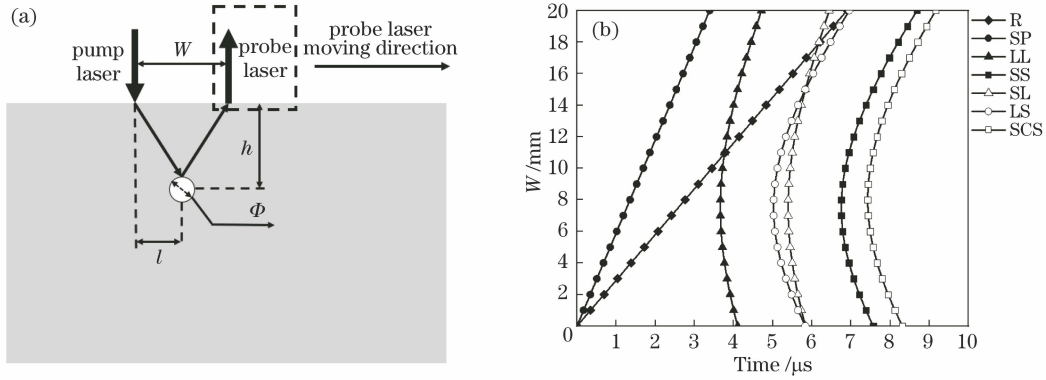 (a)
pump
laser
W
probe
laser
probe laser
moving direction
h
Φ
l
(b)
W/mm
20
18
16
14
12
10
8
6
4
2
0
1 2 3 4 5 6 7 8 9 10
Time /μs
R
SP
LL
SS
SL
LS
SCS